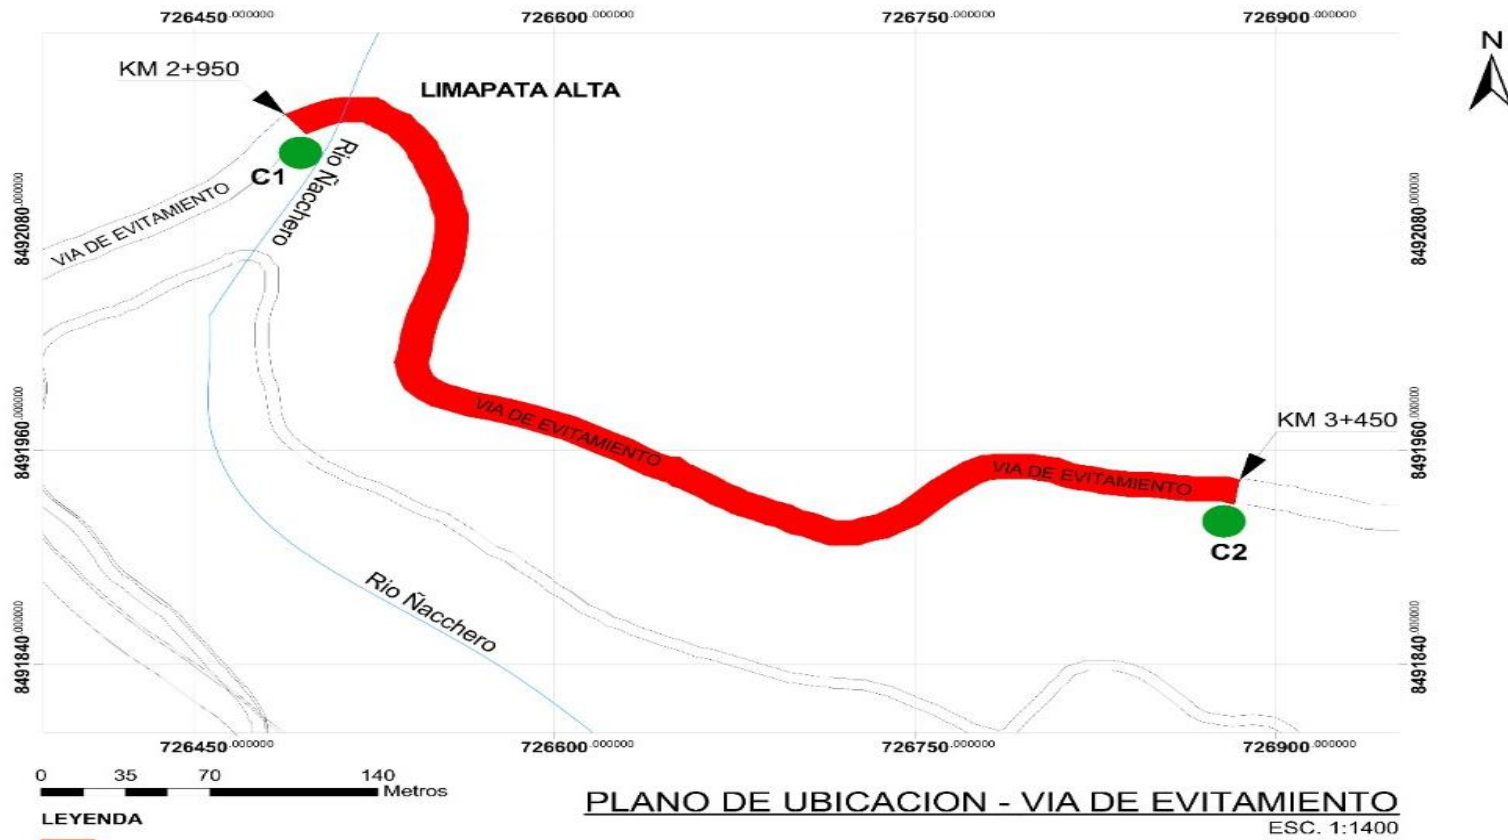 726450.000000 726600.000000 726750.000000 726900.000000
N
KM 2+950
LIMAPATA ALTA
Rio Ñacchero
C1
VIA DE EVITAMIENTO
8492080.000000
8492080.000000
VIA DE EVITAMIENTO
KM 3+450
8491960.000000
8491960.000000
VIA DE EVITAMIENTO
C2
Rio Ñacchero
8491840.000000
8491840.000000
726450.000000 726600.000000 726750.000000 726900.000000
0 35 70 140
Metros
PLANO DE UBICACION - VIA DE EVITAMIENTO
LEYENDA
ESC. 1:1400